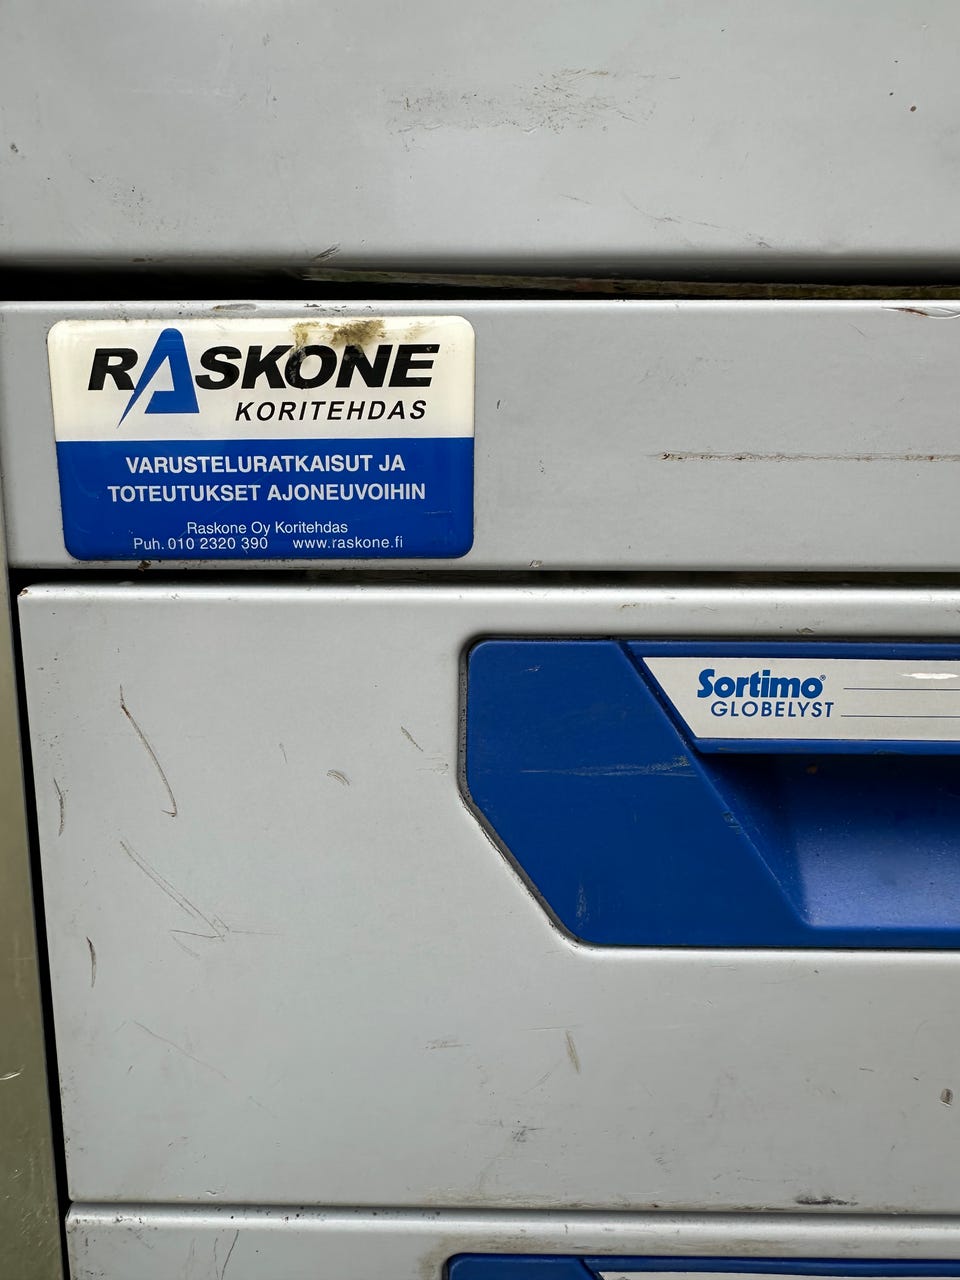 RASKONE
KORITEHDAS
VARUSTELURATKAISUT JA
TOTEUTUKSET AJONEUVOIHIN
Raskone Oy Koritehdas
Puh. 010 2320 390 www.raskone.fi
Sortimo®
GLOBELYST